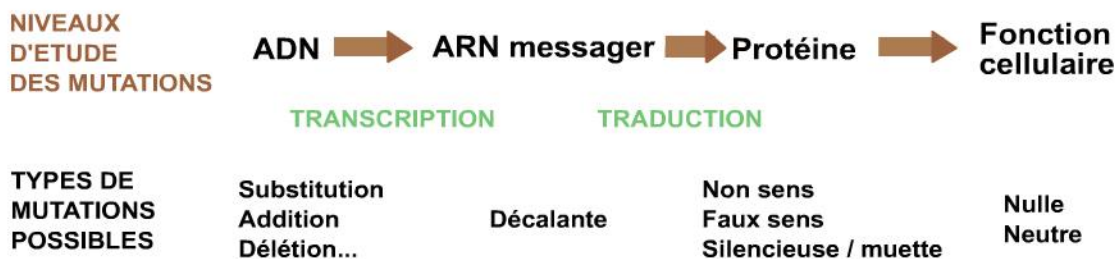 NIVEAUX
D'ETUDE
DES MUTATIONS
ADN
ARN messager
Protéine
Fonction
cellulaire
TRANSCRIPTION
TRADUCTION
TYPES DE
MUTATIONS
POSSIBLES
Substitution
Addition
Délétion...
Décalante
Non sens
Faux sens
Silencieuse / muette
Nulle
Neutre